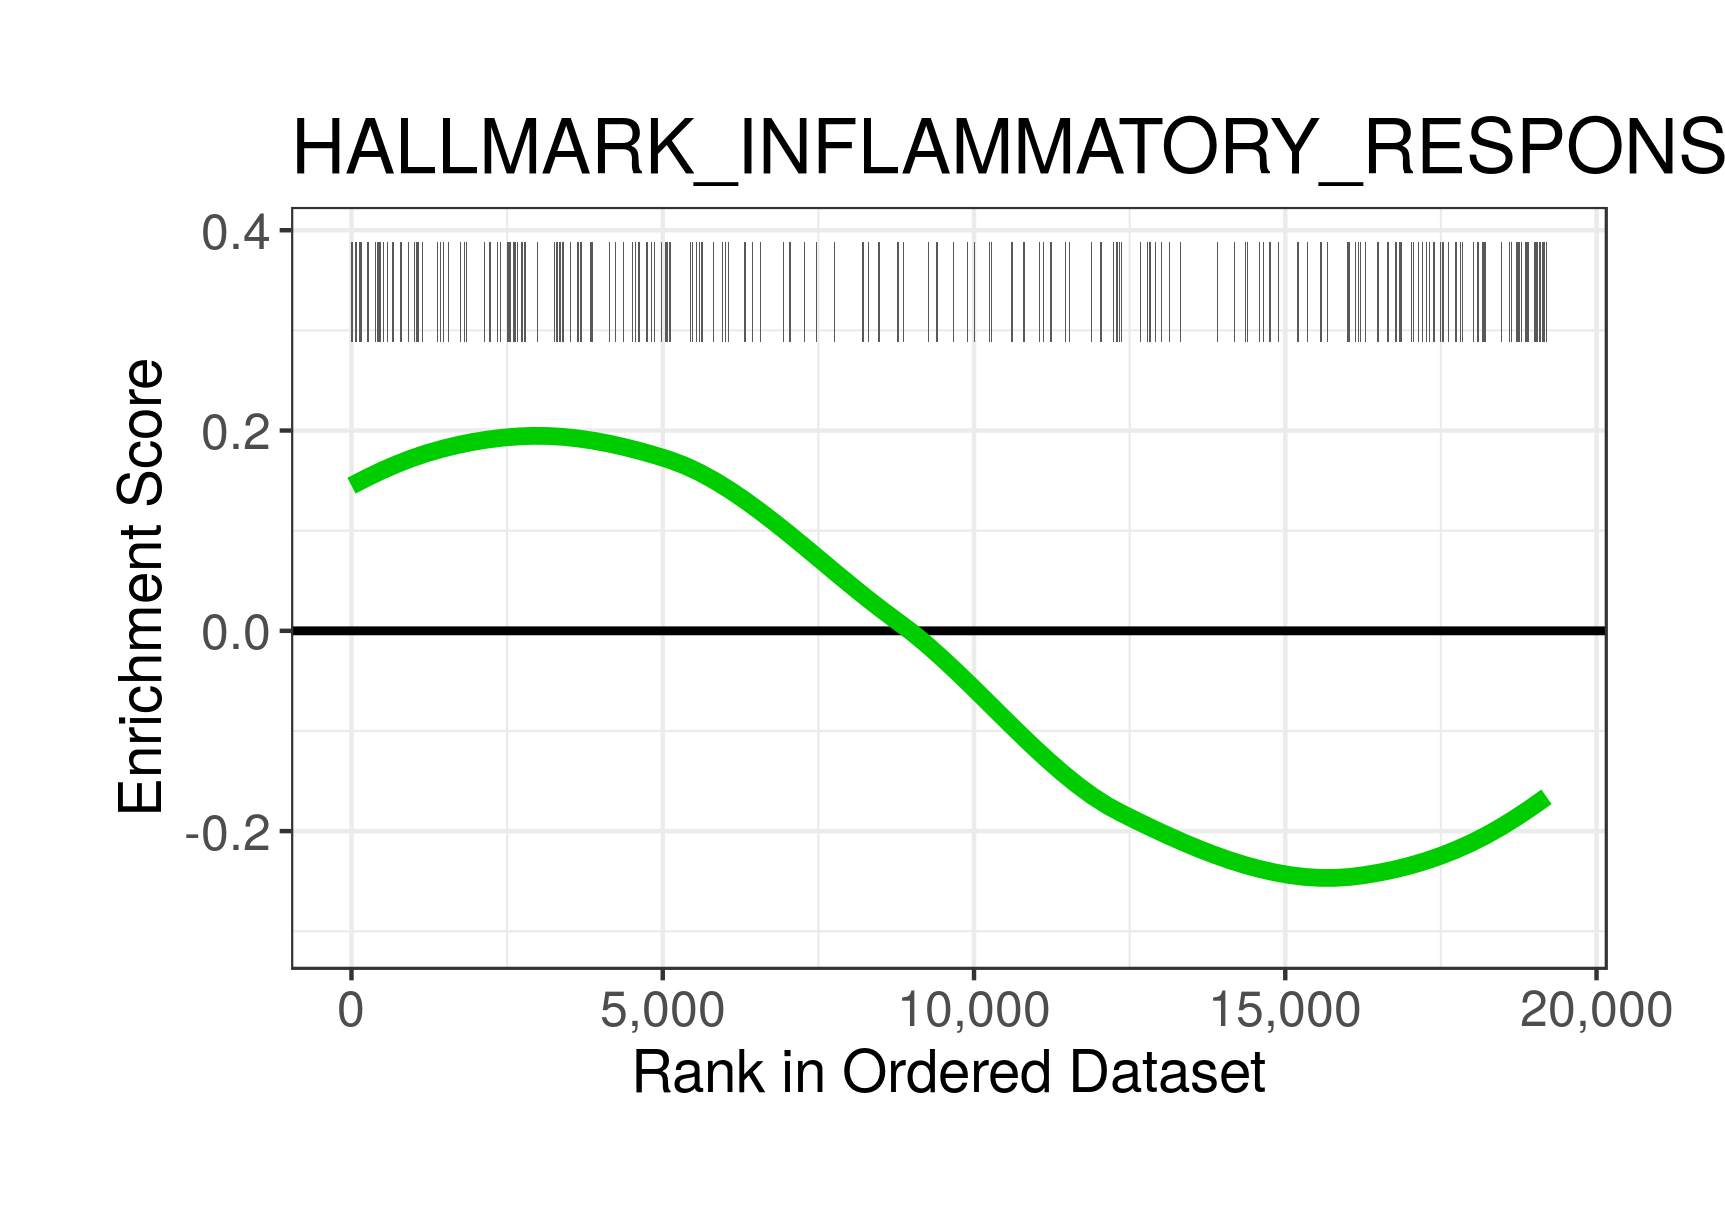 HALLMARK_INFLAMMATORY_RESPONS
0.4
0.2
0.0
-0.2
Enrichment Score
0 5,000 10,000 15,000 20,000
Rank in Ordered Dataset